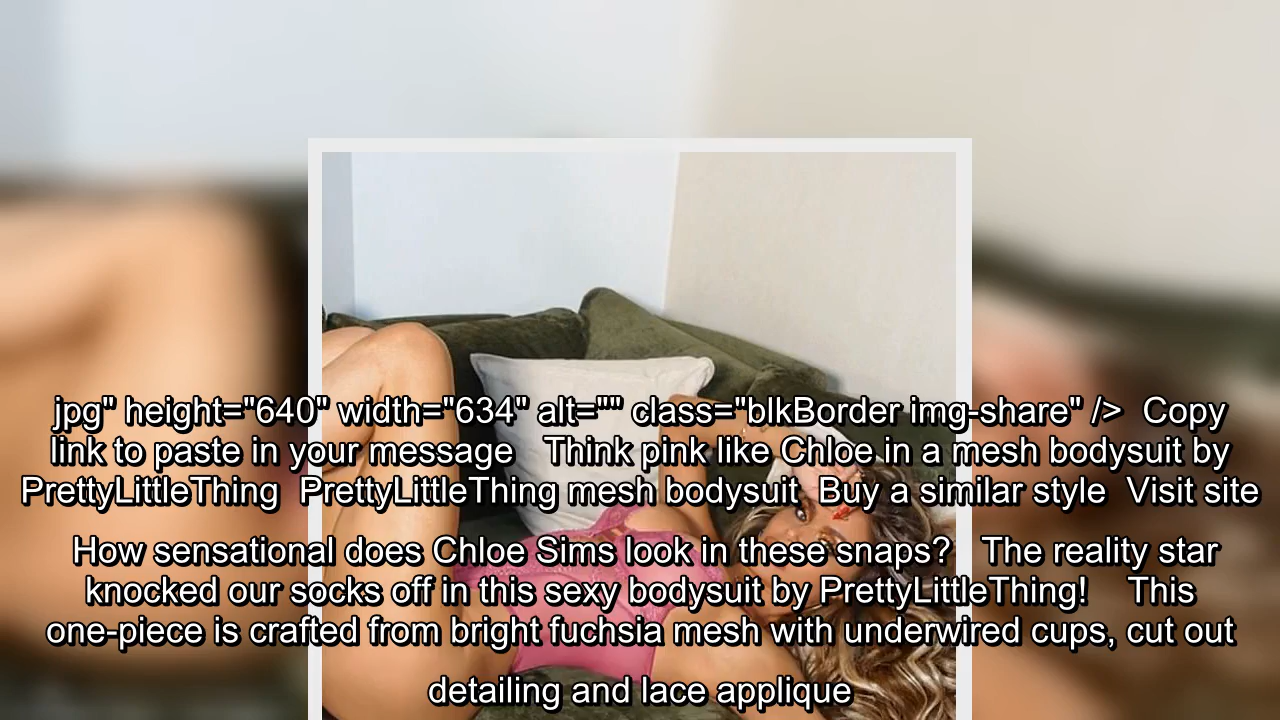 jpg" height="640" width="634" alt="" class="blkBorder img-share" /> Copy
link to paste in your message Think pink like Chloe in a mesh bodysuit by
PrettyLittleThing PrettyLittleThing mesh bodysuit Buy a similar style Visit site
How sensational does Chloe Sims look in these snaps? The reality star
knocked our socks off in this sexy bodysuit by PrettyLittleThing! This
one-piece is crafted from bright fuchsia mesh with underwired cups, cut out
detailing and lace applique